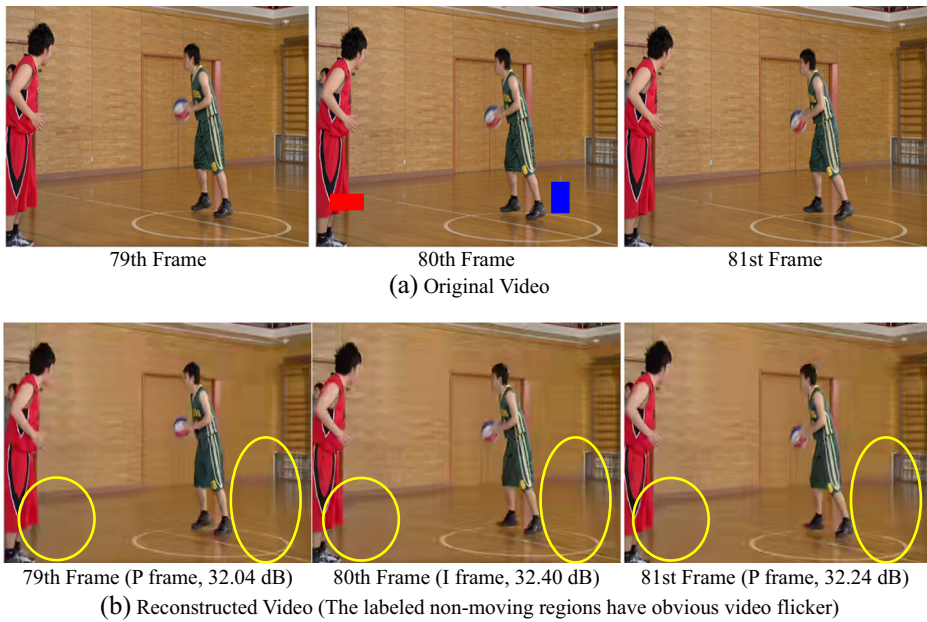 79th Frame
80th Frame
81st Frame
(a) Original Video
79th Frame (P frame, 32.04 dB)
80th Frame (I frame, 32.40 dB)
81st Frame (P frame, 32.24 dB)
(b) Reconstructed Video (The labeled non-moving regions have obvious video flicker)